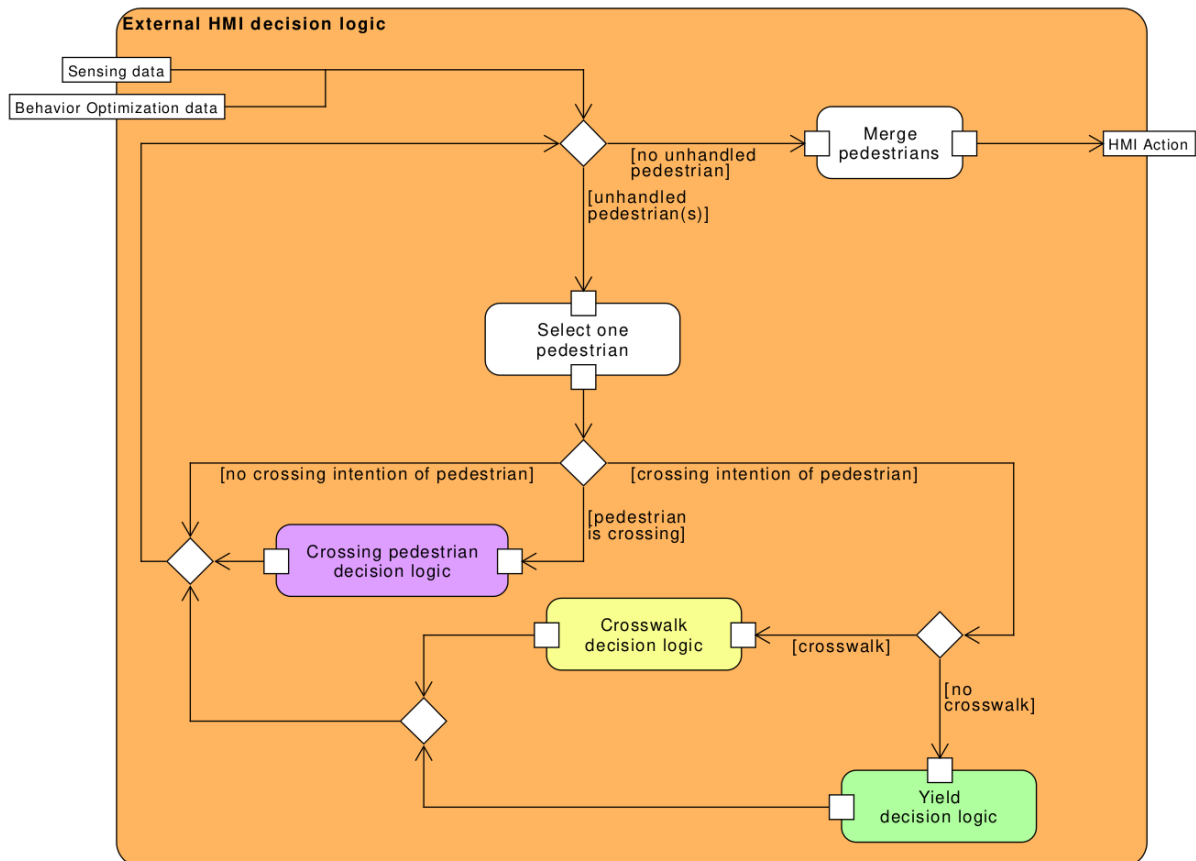 External HMI decision logic
Sensing data
Behavior Optimization data
Merge
pedestrians
HMI Action
[no unhandled
pedestrian]
[unhandled
pedestrian(s)]
Select one
pedestrian
[no crossing intention of pedestrian]
[crossing intention of pedestrian]
[pedestrian
is crossing]
Crossing pedestrian
decision logic
Crosswalk
decision logic
[crosswalk]
[no
crosswalk]
Yield
decision logic